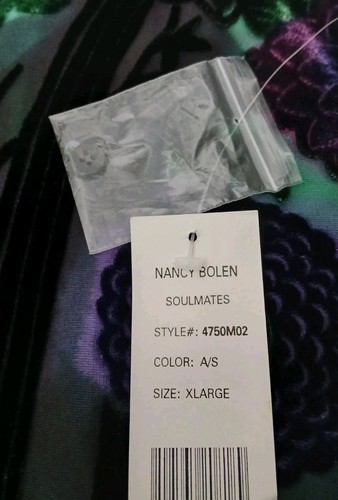 NANCY BOLEN
SOULMATES
STYLE#: 4750M02
COLOR: A/S
SIZE: XLARGE